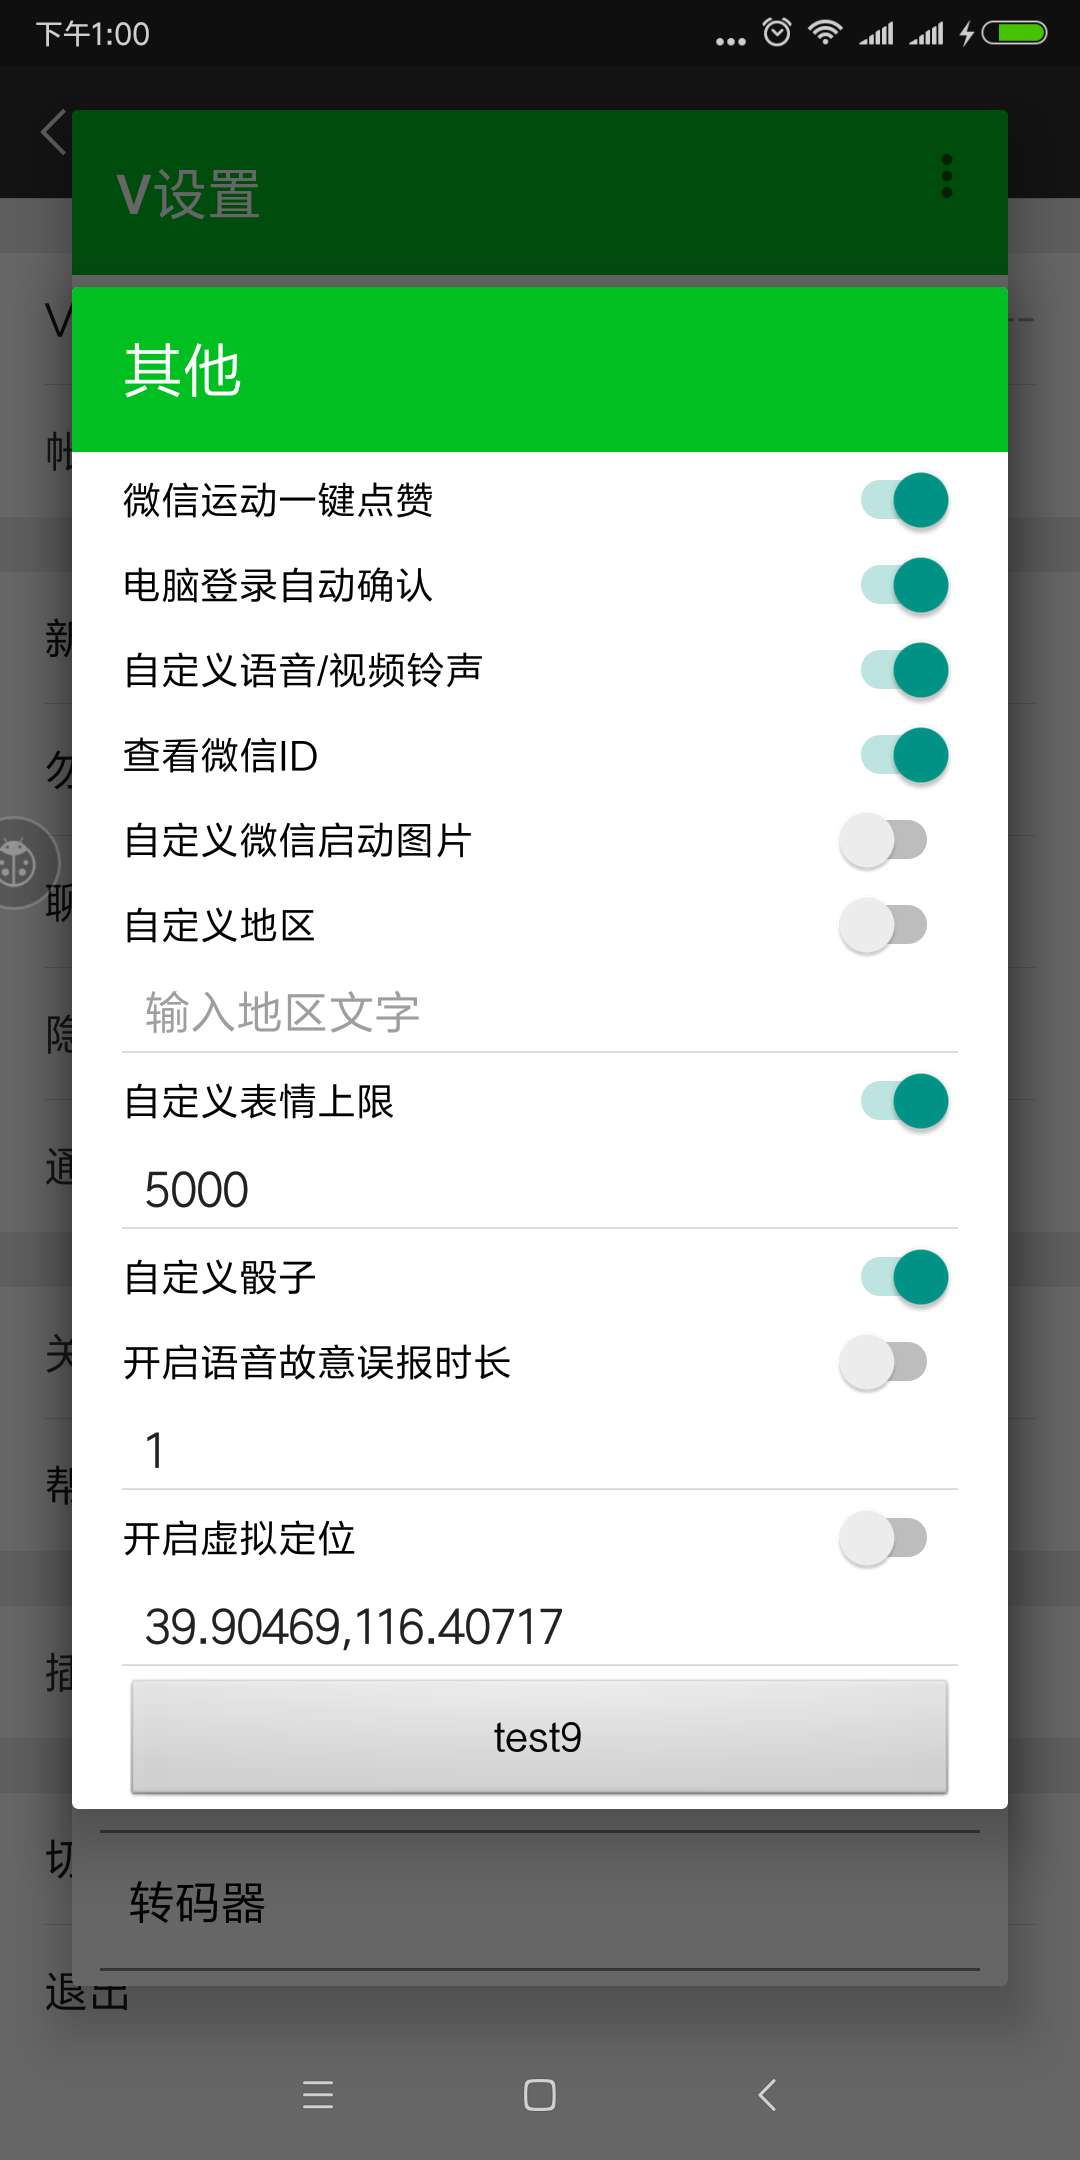 下午1:00
V设置
其他
微信运动一键点赞
电脑登录自动确认
自定义语音/视频铃声
查看微信ID
自定义微信启动图片
自定义地区
输入地区文字
自定义表情上限
5000
自定义骰子
开启语音故意误报时长
1
开启虚拟定位
39.90469,116.40717
test9
转码器
退出